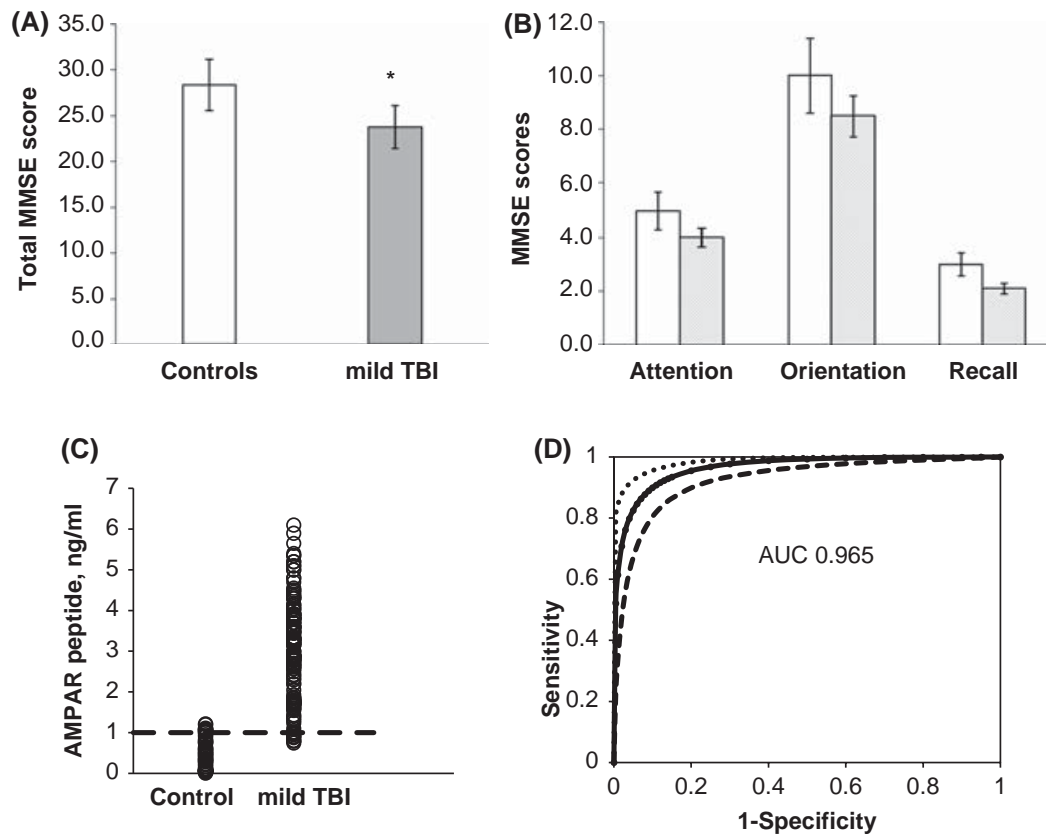 (A)
Total MMSE score
35.0
30.0
25.0
20.0
15.0
10.0
5.0
0.0
*
Controls mild TBI
(B)
MMSE scores
12.0
10.0
8.0
6.0
4.0
2.0
0.0
Attention Orientation Recall
(C)
AMPAR peptide, ng/ml
7
6
5
4
3
2
1
0
Control mild TBI
(D)
Sensitivity
1
0.8
0.6
0.4
0.2
0
AUC 0.965
0 0.2 0.4 0.6 0.8 1
1-Specificity